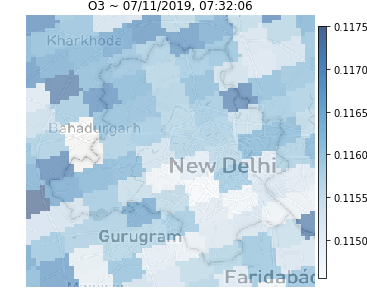 O3 ~ 07/11/2019, 07:32:06
Kharkhoda
Bahadurgarh
New Delhi
Gurugram
Faridabad
0.1175
0.1170
0.1165
0.1160
0.1155
0.1150